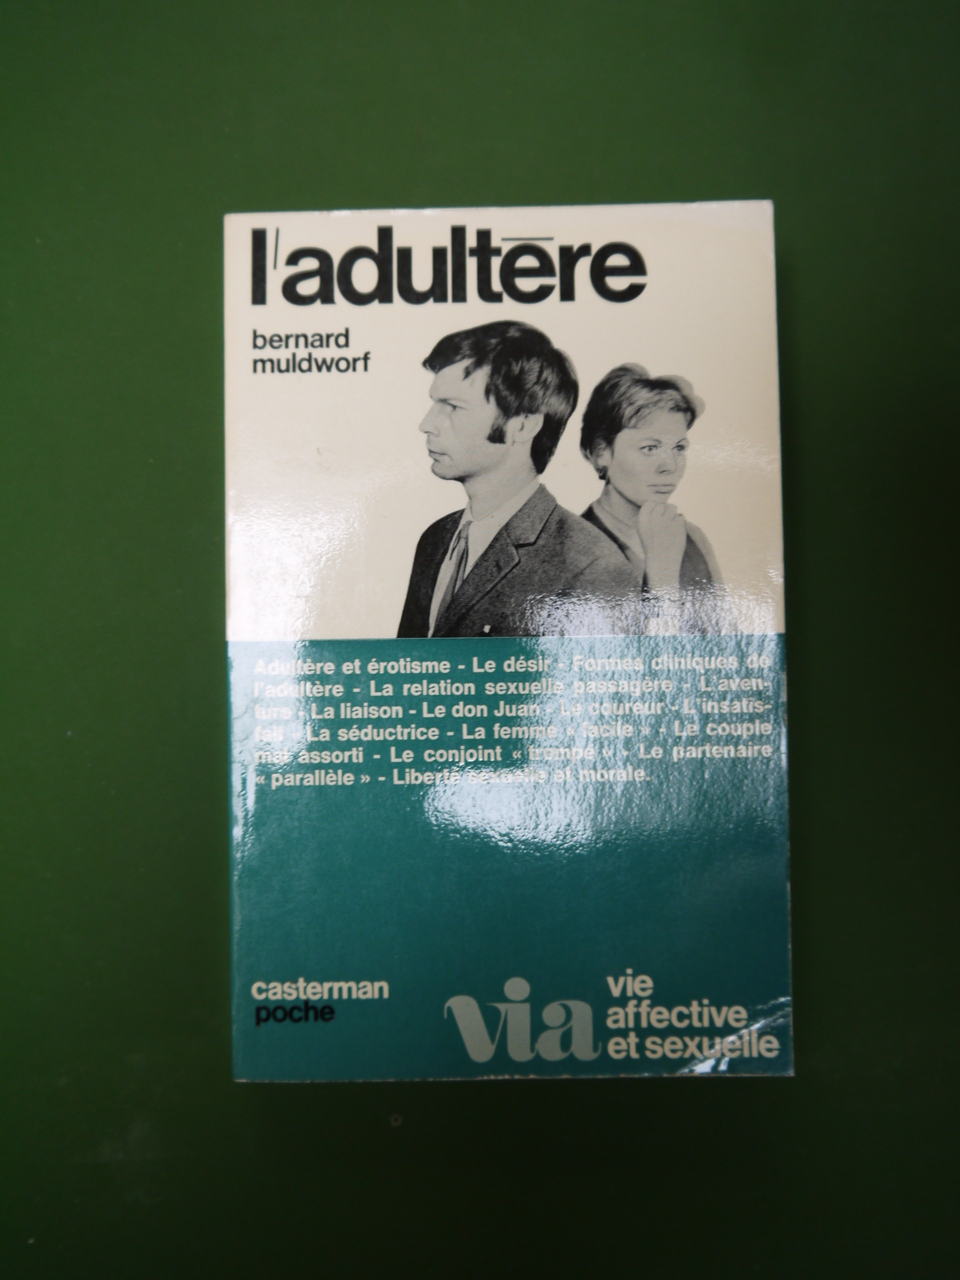 l'adultère
bernard
muldworf
Adultère et érotisme - Le désir - Formes cliniques de
l'adultère - La relation sexuelle passagère - L'aven-
ture - La liaison - Le don Juan - Le coureur - L'insatis-
fait - La séductrice - La femme « facile » - Le couple
mal assorti - Le conjoint « trompé » - Le partenaire
« parallèle » - Liberté sexuelle et morale.
casterman
poche
via
vie
affective
et sexuelle